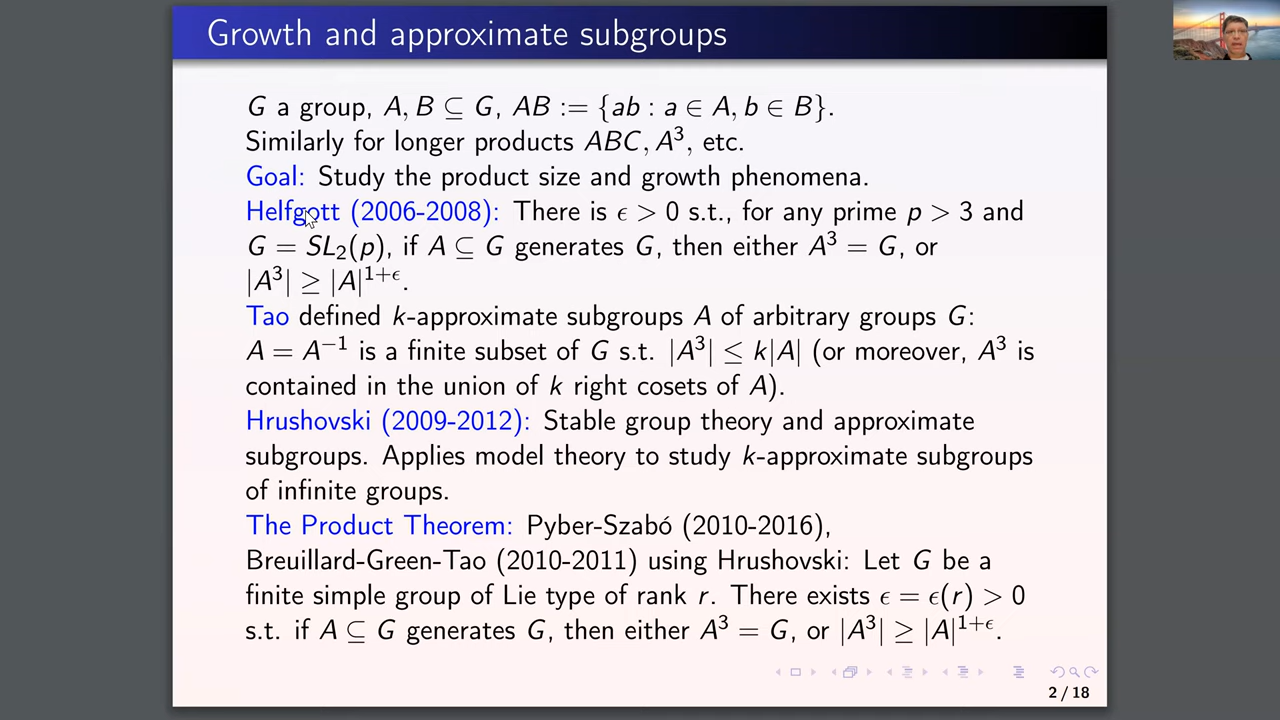 Growth and approximate subgroups
G a group, A, B ⊆ G, AB := {ab : a ∈ A, b ∈ B}.
Similarly for longer products ABC, A³, etc.
Goal: Study the product size and growth phenomena.
Helfgott (2006-2008): There is ϵ > 0 s.t., for any prime p > 3 and
G = SL₂(p), if A ⊆ G generates G, then either A³ = G, or
|A³| ≥ |A|¹⁺ᵋ.
Tao defined k-approximate subgroups A of arbitrary groups G:
A = A⁻¹ is a finite subset of G s.t. |A³| ≤ k|A| (or moreover, A³ is
contained in the union of k right cosets of A).
Hrushovski (2009-2012): Stable group theory and approximate
subgroups. Applies model theory to study k-approximate subgroups
of infinite groups.
The Product Theorem: Pyber-Szabó (2010-2016),
Breuillard-Green-Tao (2010-2011) using Hrushovski: Let G be a
finite simple group of Lie type of rank r. There exists ϵ = ϵ(r) > 0
s.t. if A ⊆ G generates G, then either A³ = G, or |A³| ≥ |A|¹⁺ᵋ.
2 / 18